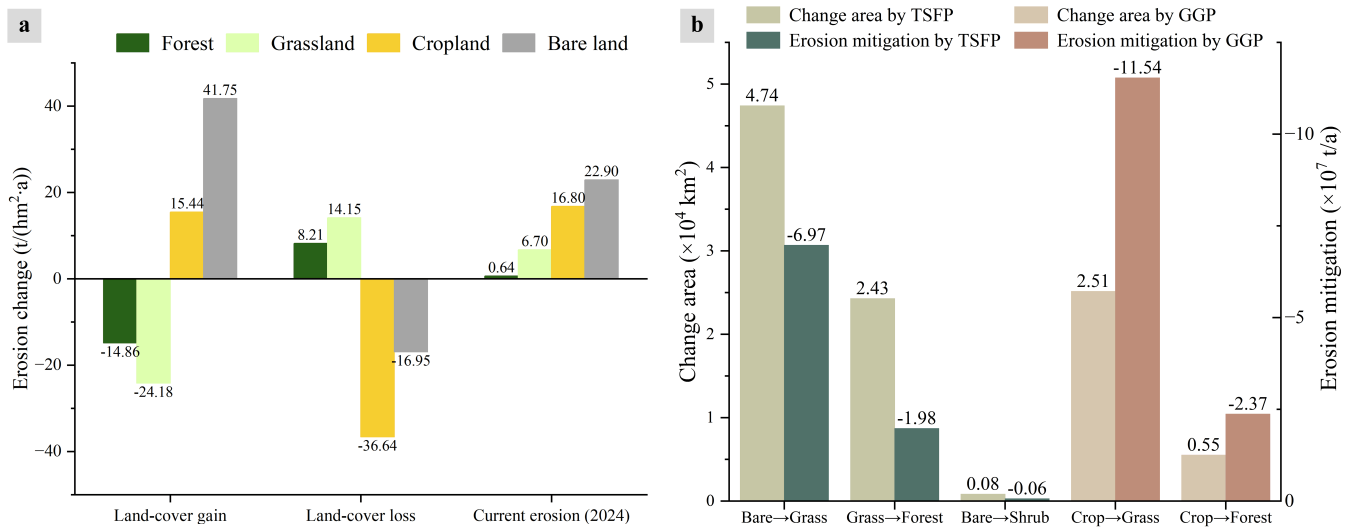 a
Forest
Grassland
Cropland
Bare land
Erosion change (t/(hm²·a))
40
20
0
−20
−40
-14.86
-24.18
15.44
41.75
8.21
14.15
-36.64
-16.95
0.64
6.70
16.80
22.90
Land-cover gain
Land-cover loss
Current erosion (2024)
b
Change area by TSFP
Change area by GGP
Erosion mitigation by TSFP
Erosion mitigation by GGP
Change area (×10⁴ km²)
5
4
3
2
1
0
4.74
-6.97
2.43
-1.98
0.08
-0.06
2.51
-11.54
0.55
-2.37
Bare→Grass
Grass→Forest
Bare→Shrub
Crop→Grass
Crop→Forest
−10
−5
0
Erosion mitigation (×10⁷ t/a)